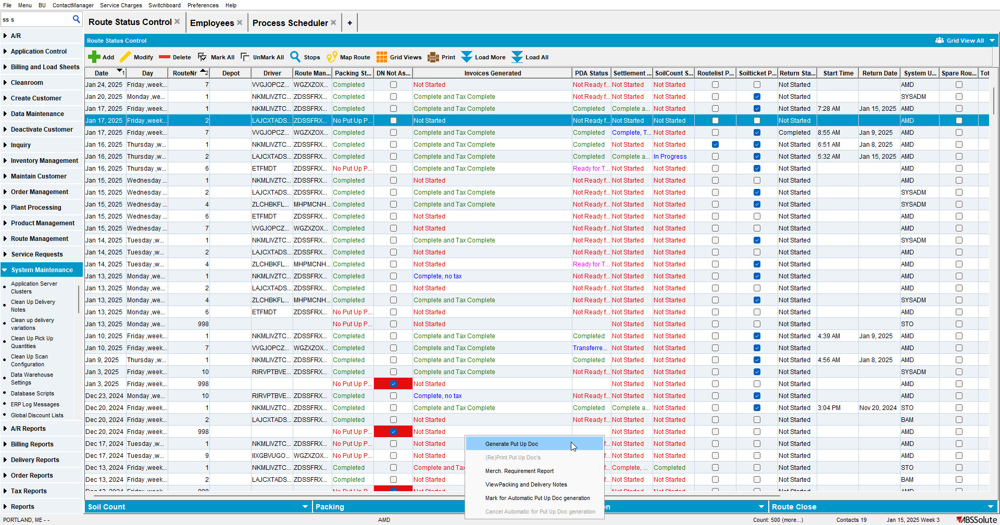 File Menu BU ContactManager Service Charges Switchboard Preferences Help
ss s
Route Status Control Employees Process Scheduler +
Route Status Control Grid View All
Add Modify Delete Mark All UnMark All Stops Map Route Grid Views Print Load More Load All
Date 1 Day RouteNr 2 Depot Driver Route Man... Packing St... DN Not As... Invoices Generated PDA Status Settlement ... SoilCount S... Routelist P... Soilticket P... Return Sta... Start Time Return Date System U... Spare Rou... Tot
Jan 24, 2025 Friday ,week... 7 VVGJOPCZ... WGZXZOX... Completed Not Started Not Ready f... Not Started Not Started Not Started AMD
Jan 20, 2025 Monday ,we... 1 NKMLIVZTC... ZDSSFRX... Completed Complete and Tax Complete Not Ready f... Not Started Not Started Not Started SYSADM
Jan 17, 2025 Friday ,week... 1 NKMLIVZTC... ZDSSFRX... Completed Complete and Tax Complete Completed Complete a... Not Started Not Started 7:28 AM Jan 15, 2025 AMD
Jan 17, 2025 Friday ,week... 2 LAJCXTADS... ZDSSFRX... No Put Up P... Not Started Not Ready f... Not Started Not Started Not Started AMD
Jan 17, 2025 Friday ,week... 7 VVGJOPCZ... WGZXZOX... Completed Complete and Tax Complete Completed Complete, T... Not Started Completed 8:55 AM Jan 9, 2025 AMD
Jan 16, 2025 Thursday ,w... 1 NKMLIVZTC... ZDSSFRX... Completed Complete and Tax Complete Completed Not Started Not Started Not Started 6:51 AM Jan 8, 2025 AMD
Jan 16, 2025 Thursday ,w... 2 LAJCXTADS... ZDSSFRX... Completed Complete and Tax Complete Completed Complete a... In Progress Not Started 5:32 AM Jan 15, 2025 AMD
Jan 16, 2025 Thursday ,w... 6 ETFMDT ZDSSFRX... No Put Up P... Complete and Tax Complete Ready for T... Not Started Not Started Not Started AMD
Jan 15, 2025 Wednesday ... 1 NKMLIVZTC... ZDSSFRX... Completed Not Started Not Ready f... Not Started Not Started Not Started AMD
Jan 15, 2025 Wednesday ... 2 LAJCXTADS... ZDSSFRX... Completed Complete and Tax Complete Not Ready f... Not Started Not Started Not Started SYSADM
Jan 15, 2025 Wednesday ... 4 ZLCHBKFL... MHPMCNH... Completed Complete and Tax Complete Not Ready f... Not Started Not Started Not Started SYSADM
Jan 15, 2025 Wednesday ... 6 ETFMDT ZDSSFRX... Completed Not Started Not Ready f... Not Started Not Started Not Started AMD
Jan 15, 2025 Wednesday ... 7 VVGJOPCZ... WGZXZOX... Completed Not Started Not Ready f... Not Started Not Started Not Started AMD
Jan 14, 2025 Tuesday ,w... 1 NKMLIVZTC... ZDSSFRX... Completed Complete and Tax Complete Not Ready f... Not Started Not Started Not Started SYSADM
Jan 14, 2025 Tuesday ,w... 2 LAJCXTADS... ZDSSFRX... Completed Not Started Not Ready f... Not Started Not Started Not Started AMD
Jan 14, 2025 Tuesday ,w... 4 ZLCHBKFL... MHPMCNH... Completed Not Started Ready for T... Not Started Not Started Not Started AMD
Jan 13, 2025 Monday ,we... 1 NKMLIVZTC... ZDSSFRX... Completed Complete, no tax Not Ready f... Not Started Not Started Not Started AMD
Jan 13, 2025 Monday ,we... 2 LAJCXTADS... ZDSSFRX... Completed Not Started Not Ready f... Not Started Not Started Not Started AMD
Jan 13, 2025 Monday ,we... 4 ZLCHBKFL... MHPMCNH... Completed Complete and Tax Complete Not Ready f... Not Started Not Started Not Started SYSADM
Jan 13, 2025 Monday ,we... 6 ETFMDT ZDSSFRX... No Put Up P... Not Started Not Ready f... Not Started Not Started Not Started AMD
Jan 13, 2025 Monday ,we... 998 No Put Up P... Not Started Not Started Not Started Not Started STO
Jan 10, 2025 Friday ,week... 1 NKMLIVZTC... ZDSSFRX... Completed Complete and Tax Complete Completed Not Started Not Started Not Started 4:39 AM Jan 9, 2025 AMD
Jan 10, 2025 Friday ,week... 7 VVGJOPCZ... WGZXZOX... Completed Complete and Tax Complete Transferre... Not Started Not Started Not Started AMD
Jan 9, 2025 Thursday ,w... 1 NKMLIVZTC... ZDSSFRX... Completed Complete and Tax Complete Completed Not Started Not Started Not Started 4:56 AM Jan 8, 2025 AMD
Jan 3, 2025 Friday ,week... 10 RIRVPTBVE... ZDSSFRX... Completed Complete and Tax Complete Not Ready f... Not Started Not Started Not Started SYSADM
Jan 3, 2025 Friday ,week... 998 No Put Up P... Not Started Not Started Not Started Not Started AMD
Dec 23, 2024 Monday ,we... 10 RIRVPTBVE... ZDSSFRX... Completed Complete, no tax Not Ready f... Not Started Not Started Not Started AMD
Dec 20, 2024 Friday ,week... 1 NKMLIVZTC... ZDSSFRX... Completed Complete and Tax Complete Completed Complete a... Not Started Not Started 3:04 PM Nov 20, 2024 STO
Dec 20, 2024 Friday ,week... 2 LAJCXTADS... ZDSSFRX... Completed Not Started Not Ready f... Not Started Not Started Not Started BAM
Dec 20, 2024 Friday ,week... 998 No Put Up P... Not Started Not Started Not Started Not Started AMD
Dec 17, 2024 Tuesday ,w... 1 NKMLIVZTC... ZDSSFRX... No Put Up P... Not Started f... Not Started Not Started Not Started AMD
Dec 17, 2024 Tuesday ,w... 9 IIXGBVUGO... WGZXZOX... No Put Up P... Not Started f... Not Started Not Started Not Started AMD
Dec 13, 2024 Friday ,week... 1 NKMLIVZTC... ZDSSFRX... Completed Complete and Tax f... Complete, ... Completed Not Started STO
Dec 13, 2024 Friday ,week... 2 LAJCXTADS... ZDSSFRX... Completed Not Started f... Not Started Not Started Not Started BAM
Dec 13, 2024 Friday ,week... 998 No Put Up P... Not Started Not Started Not Started Not Started AMD
A/R
Application Control
Billing and Load Sheets
Cleanroom
Create Customer
Data Maintenance
Deactivate Customer
Inquiry
Inventory Management
Maintain Customer
Order Management
Plant Processing
Product Management
Route Management
Service Requests
System Maintenance
Application Server
Clusters
Clean Up Delivery
Notes
Clean up delivery
variations
Clean Up Pick Up
Quantities
Clean Up Scan
Configuration
Data Warehouse
Settings
Database Scripts
ERP Log Messages
Global Discount Lists
A/R Reports
Billing Reports
Delivery Reports
Order Reports
Tax Reports
Reports
Generate Put Up Doc
(Re)Print Put Up Doc's
Merch. Requirement Report
ViewPacking and Delivery Notes
Mark for Automatic Put Up Doc generation
Cancel Automatic for Put Up Doc generation
Soil Count Packing on Route Close
PORTLAND, ME - - AMD Count: 500 (more...) Contacts 19 Jan 15, 2025 Week 3 ABSSolute